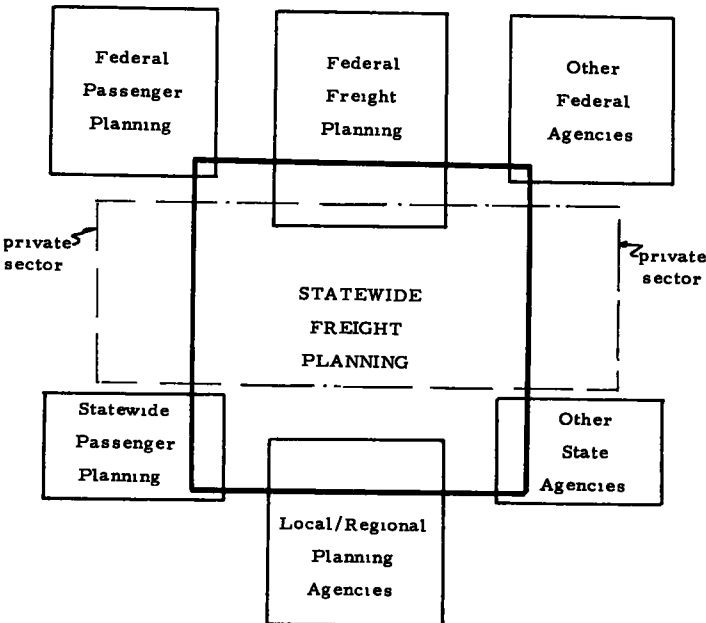 Federal
Passenger
Planning
Federal
Freight
Planning
Other
Federal
Agencies
private
sector
private
sector
STATEWIDE
FREIGHT
PLANNING
Statewide
Passenger
Planning
Other
State
Agencies
Local/Regional
Planning
Agencies